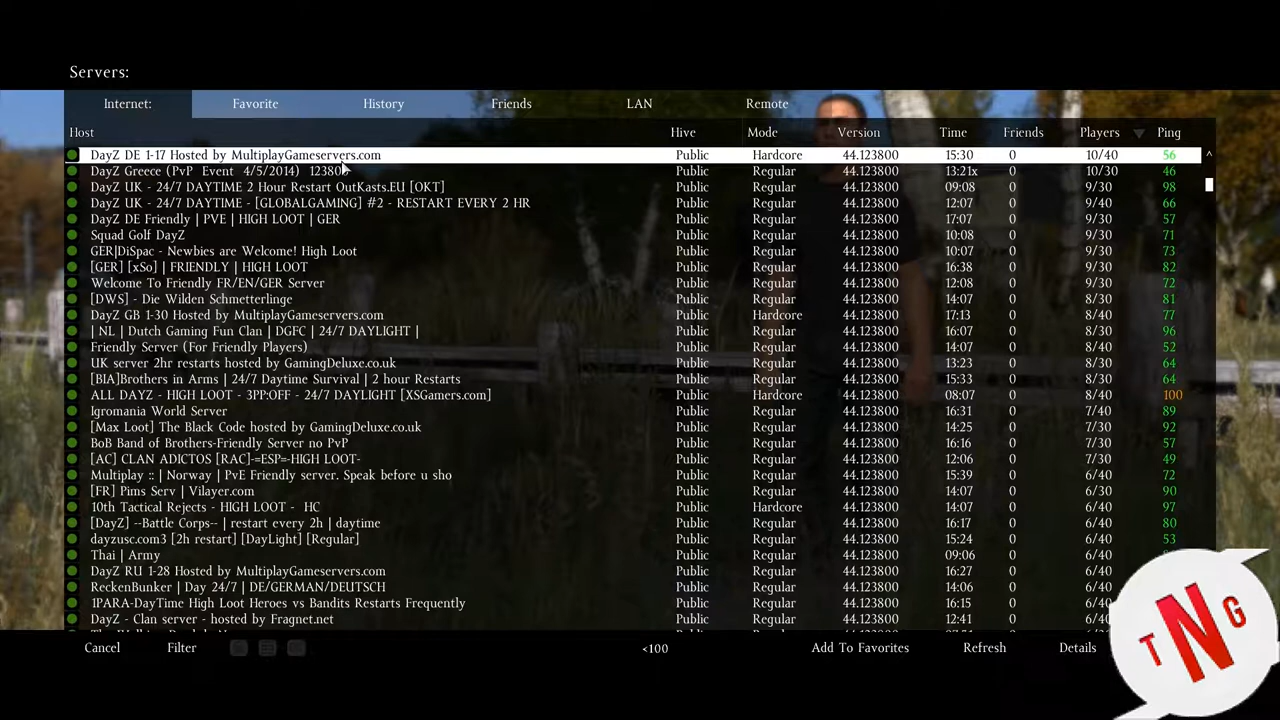 Servers:
Internet: Favorite History Friends LAN Remote
Host Hive Mode Version Time Friends Players Ping
DayZ DE 1-17 Hosted by MultiplayGameservers.com Public Hardcore 44.123800 15:30 0 10/40 56 ^
DayZ Greece (PvP Event 4/5/2014) 12380 Public Regular 44.123800 13:21x 0 10/30 46
DayZ UK - 24/7 DAYTIME 2 Hour Restart OutKasts.EU [OKT] Public Regular 44.123800 09:08 0 9/30 98
DayZ UK - 24/7 DAYTIME - [GLOBALGAMING] #2 - RESTART EVERY 2 HR Public Regular 44.123800 12:07 0 9/40 66
DayZ DE Friendly | PVE | HIGH LOOT | GER Public Regular 44.123800 17:07 0 9/30 57
Squad Golf DayZ Public Regular 44.123800 10:08 0 9/30 71
GER|DiSpac - Newbies are Welcome! High Loot Public Regular 44.123800 10:07 0 9/30 73
[GER] [xSo] | FRIENDLY | HIGH LOOT Public Regular 44.123800 16:38 0 9/30 82
Welcome To Friendly FR/EN/GER Server Public Regular 44.123800 12:08 0 9/30 72
[DWS] - Die Wilden Schmetterlinge Public Regular 44.123800 14:07 0 8/30 81
DayZ GB 1-30 Hosted by MultiplayGameservers.com Public Hardcore 44.123800 17:13 0 8/40 77
| NL | Dutch Gaming Fun Clan | DGFC | 24/7 DAYLIGHT | Public Regular 44.123800 16:07 0 8/40 96
Friendly Server (For Friendly Players) Public Regular 44.123800 14:07 0 8/40 52
UK server 2hr restarts hosted by GamingDeluxe.co.uk Public Regular 44.123800 13:23 0 8/30 64
[BIA]Brothers in Arms | 24/7 Daytime Survival | 2 hour Restarts Public Regular 44.123800 15:33 0 8/30 64
ALL DAYZ - HIGH LOOT - 3PP:OFF - 24/7 DAYLIGHT [XSGamers.com] Public Hardcore 44.123800 08:07 0 8/40 100
Igromania World Server Public Regular 44.123800 16:31 0 7/40 89
[Max Loot] The Black Code hosted by GamingDeluxe.co.uk Public Regular 44.123800 14:25 0 7/30 92
BoB Band of Brothers-Friendly Server no PvP Public Regular 44.123800 16:16 0 7/30 57
[AC] CLAN ADICTOS [RAC]-=ESP=-HIGH LOOT- Public Regular 44.123800 12:06 0 7/30 49
Multiplay :: | Norway | PvE Friendly server. Speak before u sho Public Regular 44.123800 15:39 0 6/40 72
[FR] Pims Serv | Vilayer.com Public Regular 44.123800 14:07 0 6/30 90
10th Tactical Rejects - HIGH LOOT - HC Public Hardcore 44.123800 14:07 0 6/40 97
[DayZ] --Battle Corps-- | restart every 2h | daytime Public Regular 44.123800 16:17 0 6/40 80
dayzusc.com3 [2h restart] [DayLight] [Regular] Public Regular 44.123800 15:24 0 6/40 53
Thai | Army Public Regular 44.123800 09:06 0 6/40
DayZ RU 1-28 Hosted by MultiplayGameservers.com Public Regular 44.123800 16:27 0 6/40
ReckenBunker | Day 24/7 | DE/GERMAN/DEUTSCH Public Regular 44.123800 14:07 0 6/40
1PARA-DayTime High Loot Heroes vs Bandits Restarts Frequently Public Regular 44.123800 16:15 0 6/40
DayZ - Clan server - hosted by Fragnet.net Public Regular 44.123800 12:41 0 6/40
Cancel Filter <100 Add To Favorites Refresh Details
TNG